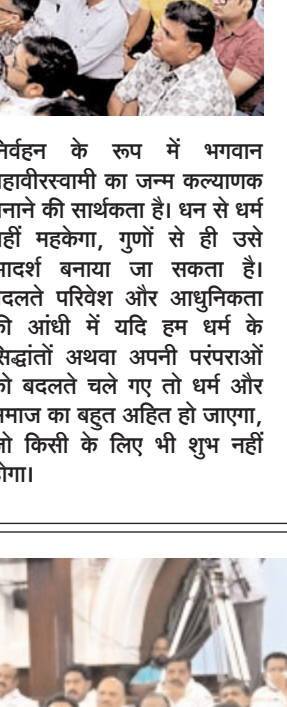 निर्वहन के रूप में भगवान
महावीरस्वामी का जन्म कल्याणक
मनाने की सार्थकता है। धन से धर्म
नहीं महकेगा, गुणों से ही उसे
आदर्श बनाया जा सकता है।
बदलते परिवेश और आधुनिकता
की आंधी में यदि हम धर्म के
सिद्धांतों अथवा अपनी परंपराओं
को बदलते चले गए तो धर्म और
समाज का बहुत अहित हो जाएगा,
जो किसी के लिए भी शुभ नहीं
होगा।